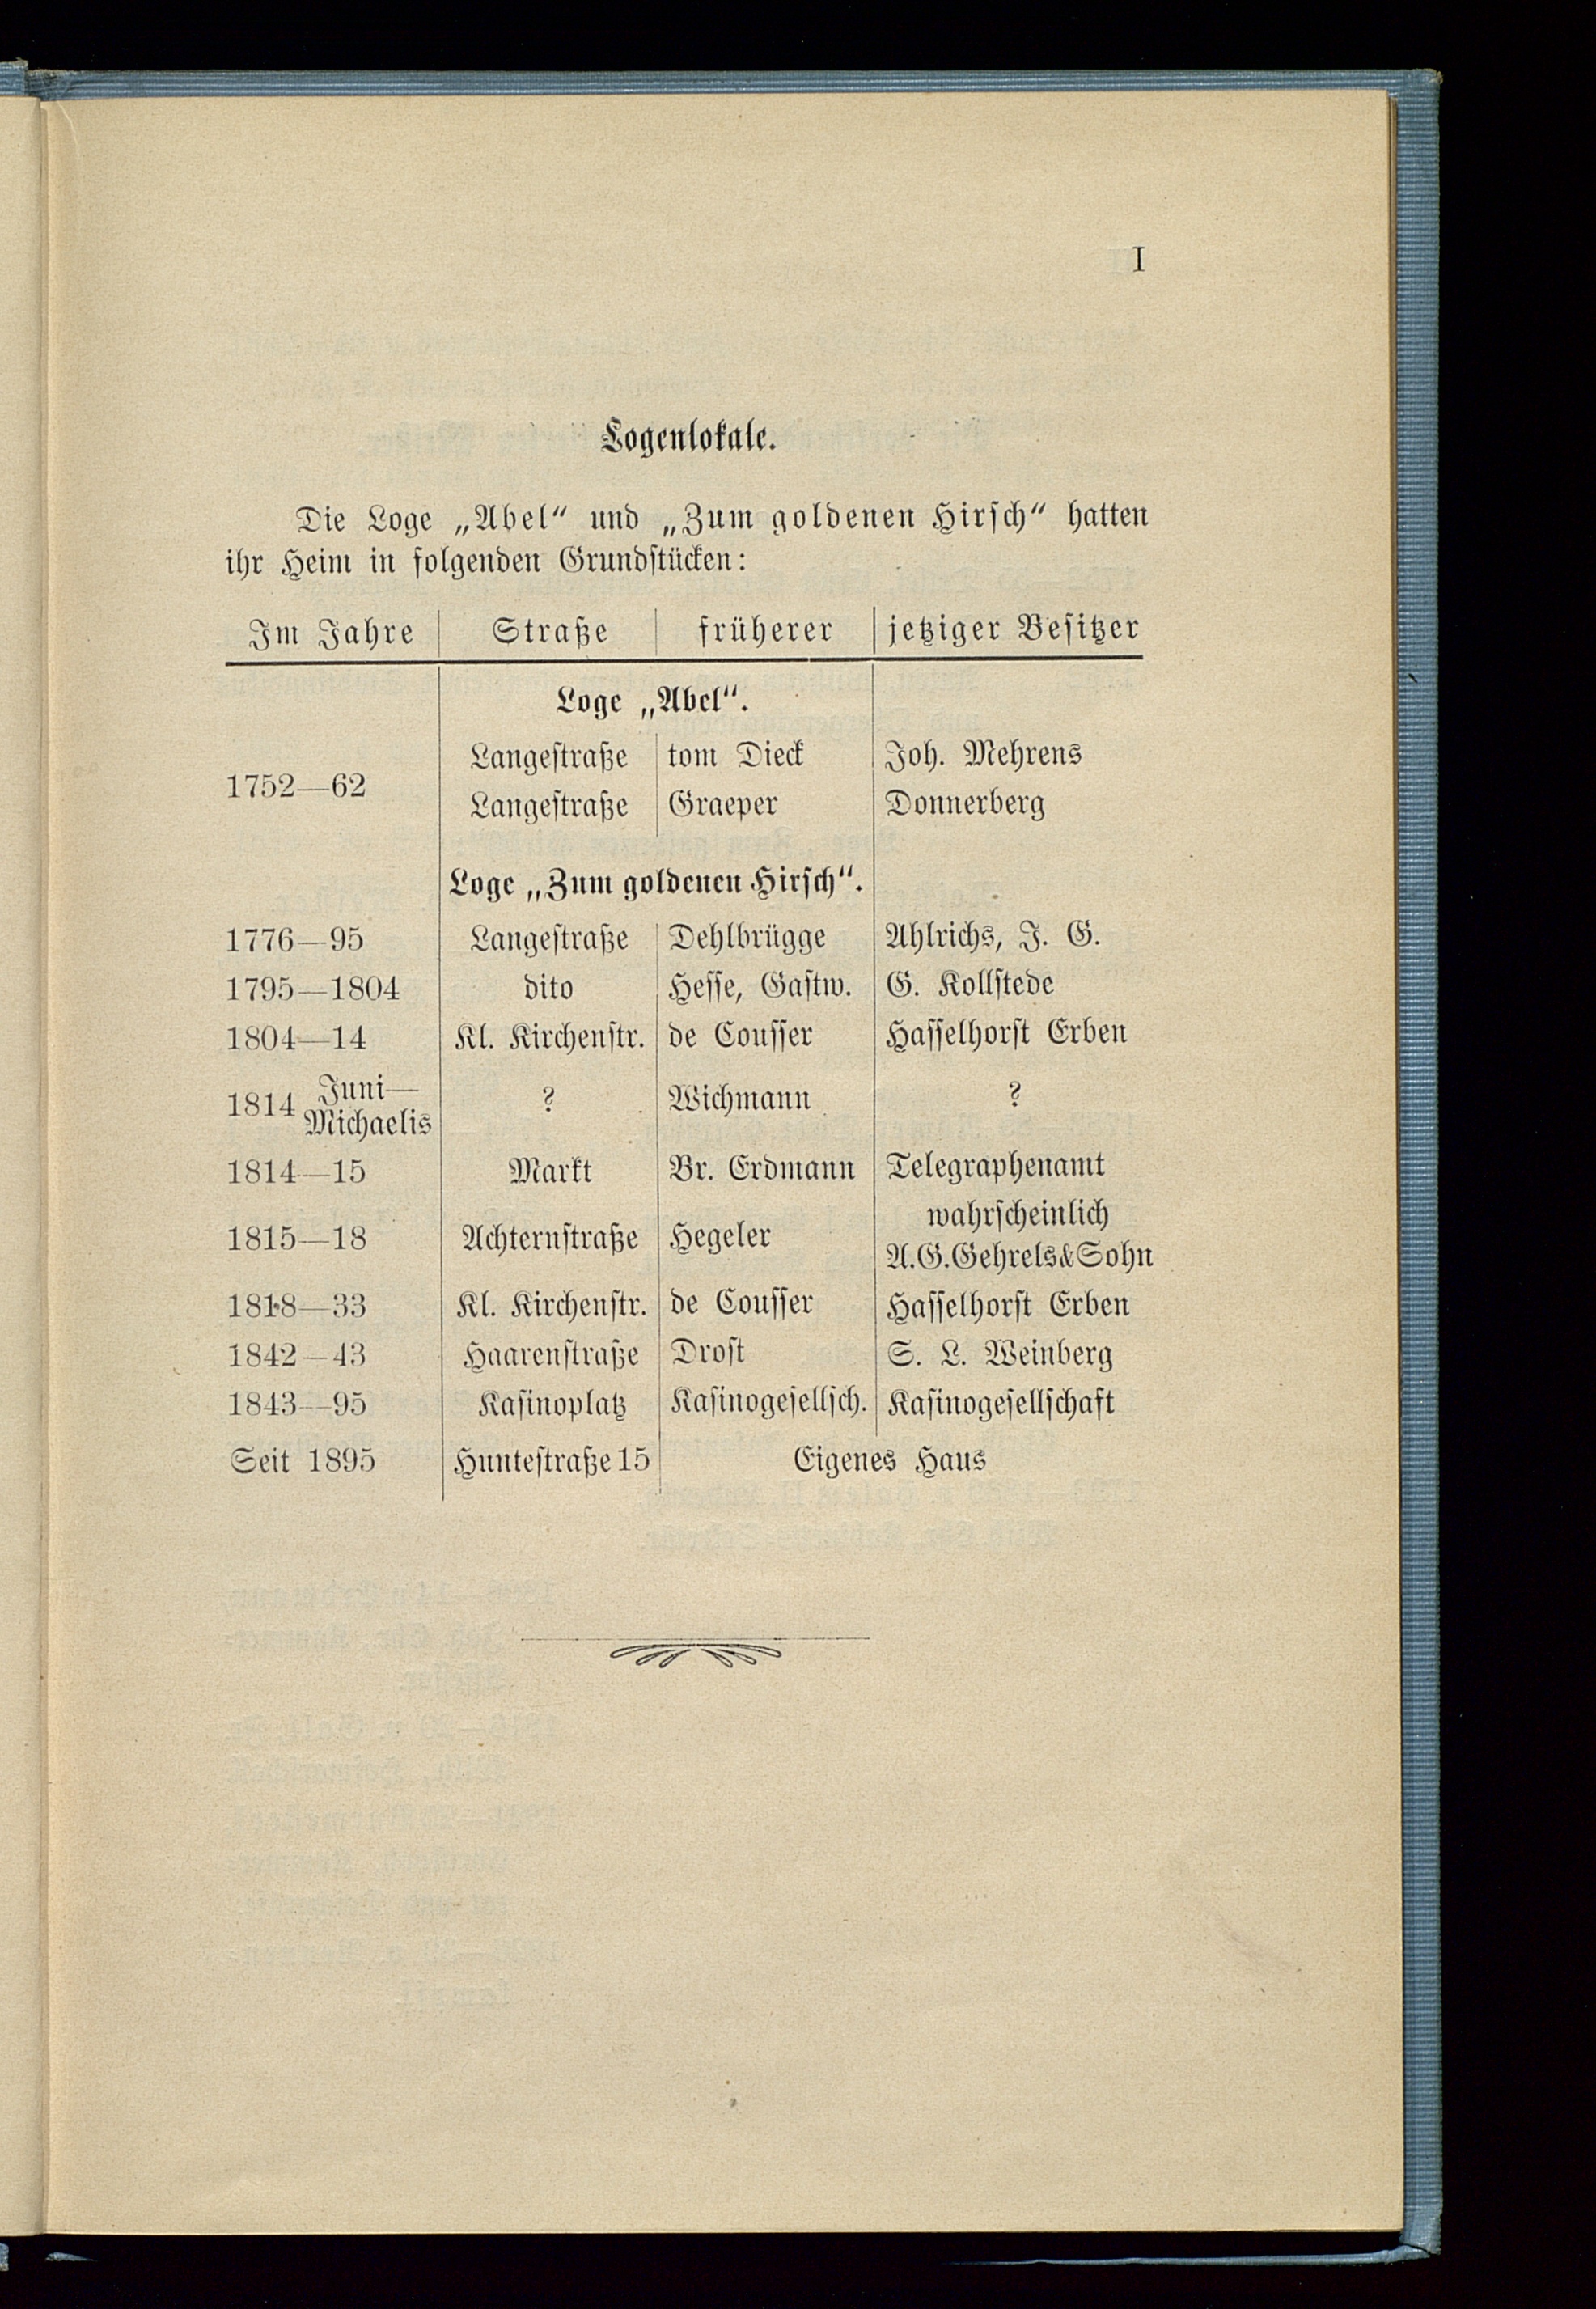 I
Logenlokale.
Die Loge „Abel“ und „Zum goldenen Hirsch“ hatten
ihr Heim in folgenden Grundstücken:
Im Jahre Straße früherer jetziger Besitzer
Loge „Abel“.
1752—62
Langestraße tom Dieck Joh. Mehrens
Langestraße Graeper Donnerberg
Loge „Zum goldenen Hirsch“.
1776—95 Langestraße Dehlbrügge Ahlrichs, J. G.
1795—1804 dito Hesse, Gastw. G. Kollstede
1804—14 Kl. Kirchenstr. de Cousser Hasselhorst Erben
1814 Juni—
Michaelis ? Wichmann ?
1814—15 Markt Br. Erdmann Telegraphenamt
1815—18 Achternstraße Hegeler wahrscheinlich
A.G.Gehrels&Sohn
1818—33 Kl. Kirchenstr. de Cousser Hasselhorst Erben
1842—43 Haarenstraße Drost S. L. Weinberg
1843—95 Kasinoplatz Kasinogesellsch. Kasinogesellschaft
Seit 1895 Huntestraße 15 Eigenes Haus